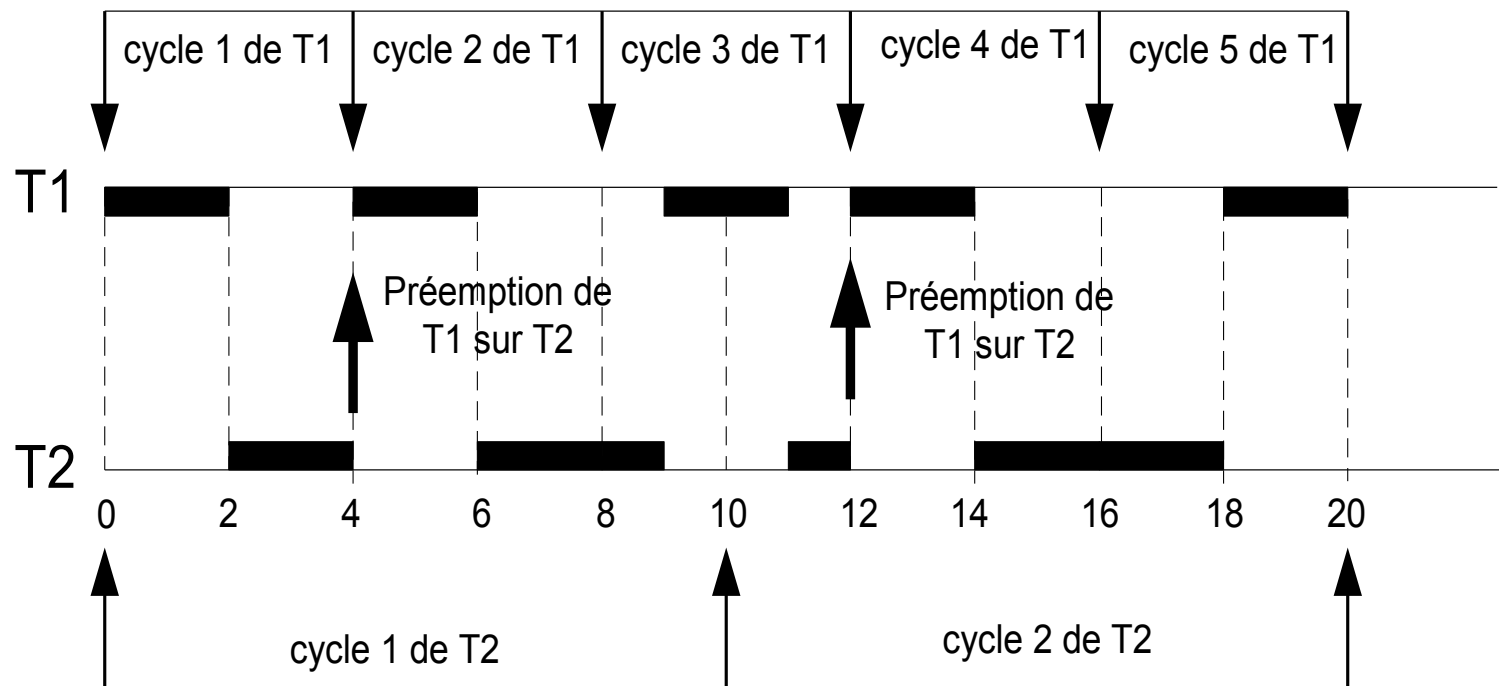 cycle 1 de T1
cycle 2 de T1
cycle 3 de T1
cycle 4 de T1
cycle 5 de T1
T1
Préemption de
T1 sur T2
Préemption de
T1 sur T2
T2
0 2 4 6 8 10 12 14 16 18 20
cycle 1 de T2
cycle 2 de T2